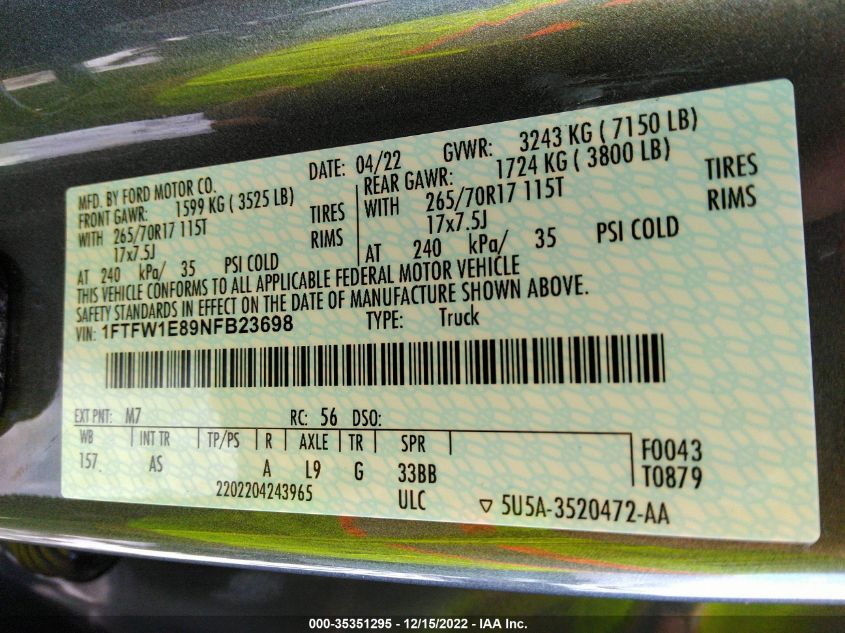 MFD. BY FORD MOTOR CO. DATE: 04/22 GVWR: 3243 KG ( 7150 LB)
FRONT GAWR: 1599 KG ( 3525 LB) REAR GAWR: 1724 KG ( 3800 LB)
WITH 265/70R17 115T TIRES WITH 265/70R17 115T TIRES
17x7.5J RIMS 17x7.5J RIMS
AT 240 kPa/ 35 PSI COLD AT 240 kPa/ 35 PSI COLD
THIS VEHICLE CONFORMS TO ALL APPLICABLE FEDERAL MOTOR VEHICLE
SAFETY STANDARDS IN EFFECT ON THE DATE OF MANUFACTURE SHOWN ABOVE.
VIN: 1FTFW1E89NFB23698 TYPE: Truck
EXT PNT: M7 RC: 56 DSO:
WB INT TR TP/PS R AXLE TR SPR F0043
157. AS A L9 G 33BB T0879
2202204243965 ULC ▽ 5U5A-3520472-AA
000-35351295 - 12/15/2022 - IAA Inc.